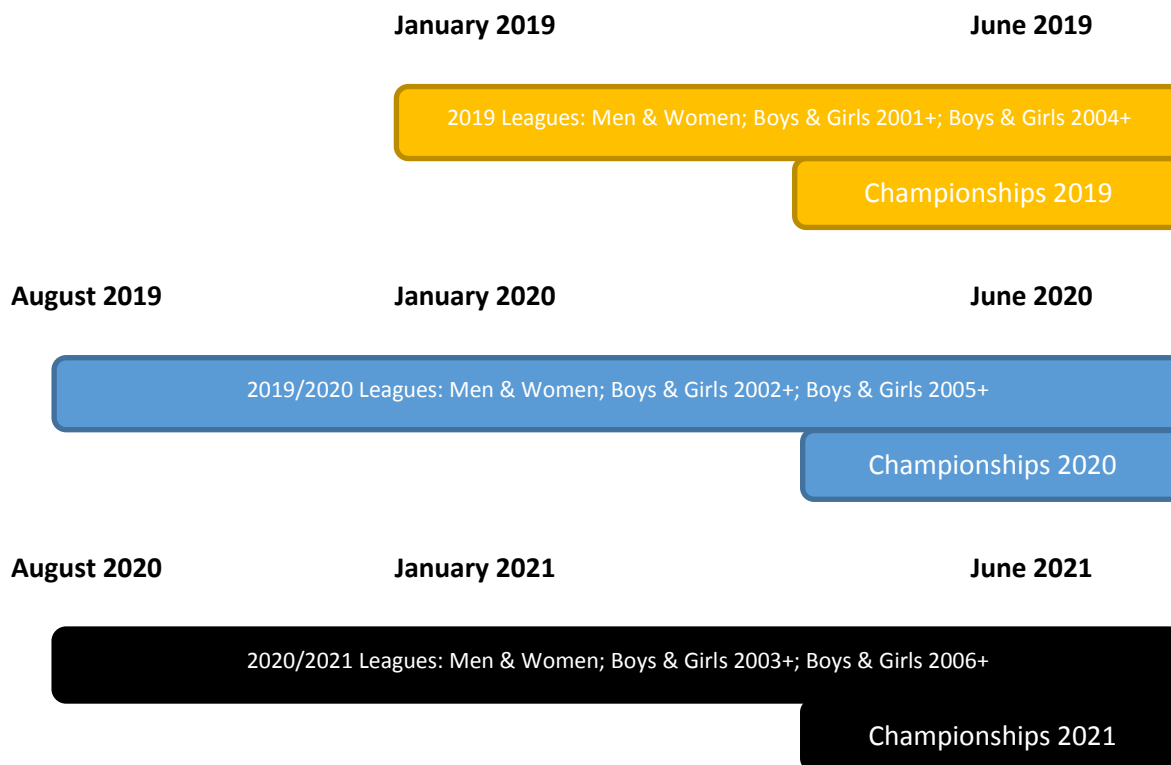 January 2019 June 2019
2019 Leagues: Men & Women; Boys & Girls 2001+; Boys & Girls 2004+
Championships 2019
August 2019 January 2020 June 2020
2019/2020 Leagues: Men & Women; Boys & Girls 2002+; Boys & Girls 2005+
Championships 2020
August 2020 January 2021 June 2021
2020/2021 Leagues: Men & Women; Boys & Girls 2003+; Boys & Girls 2006+
Championships 2021